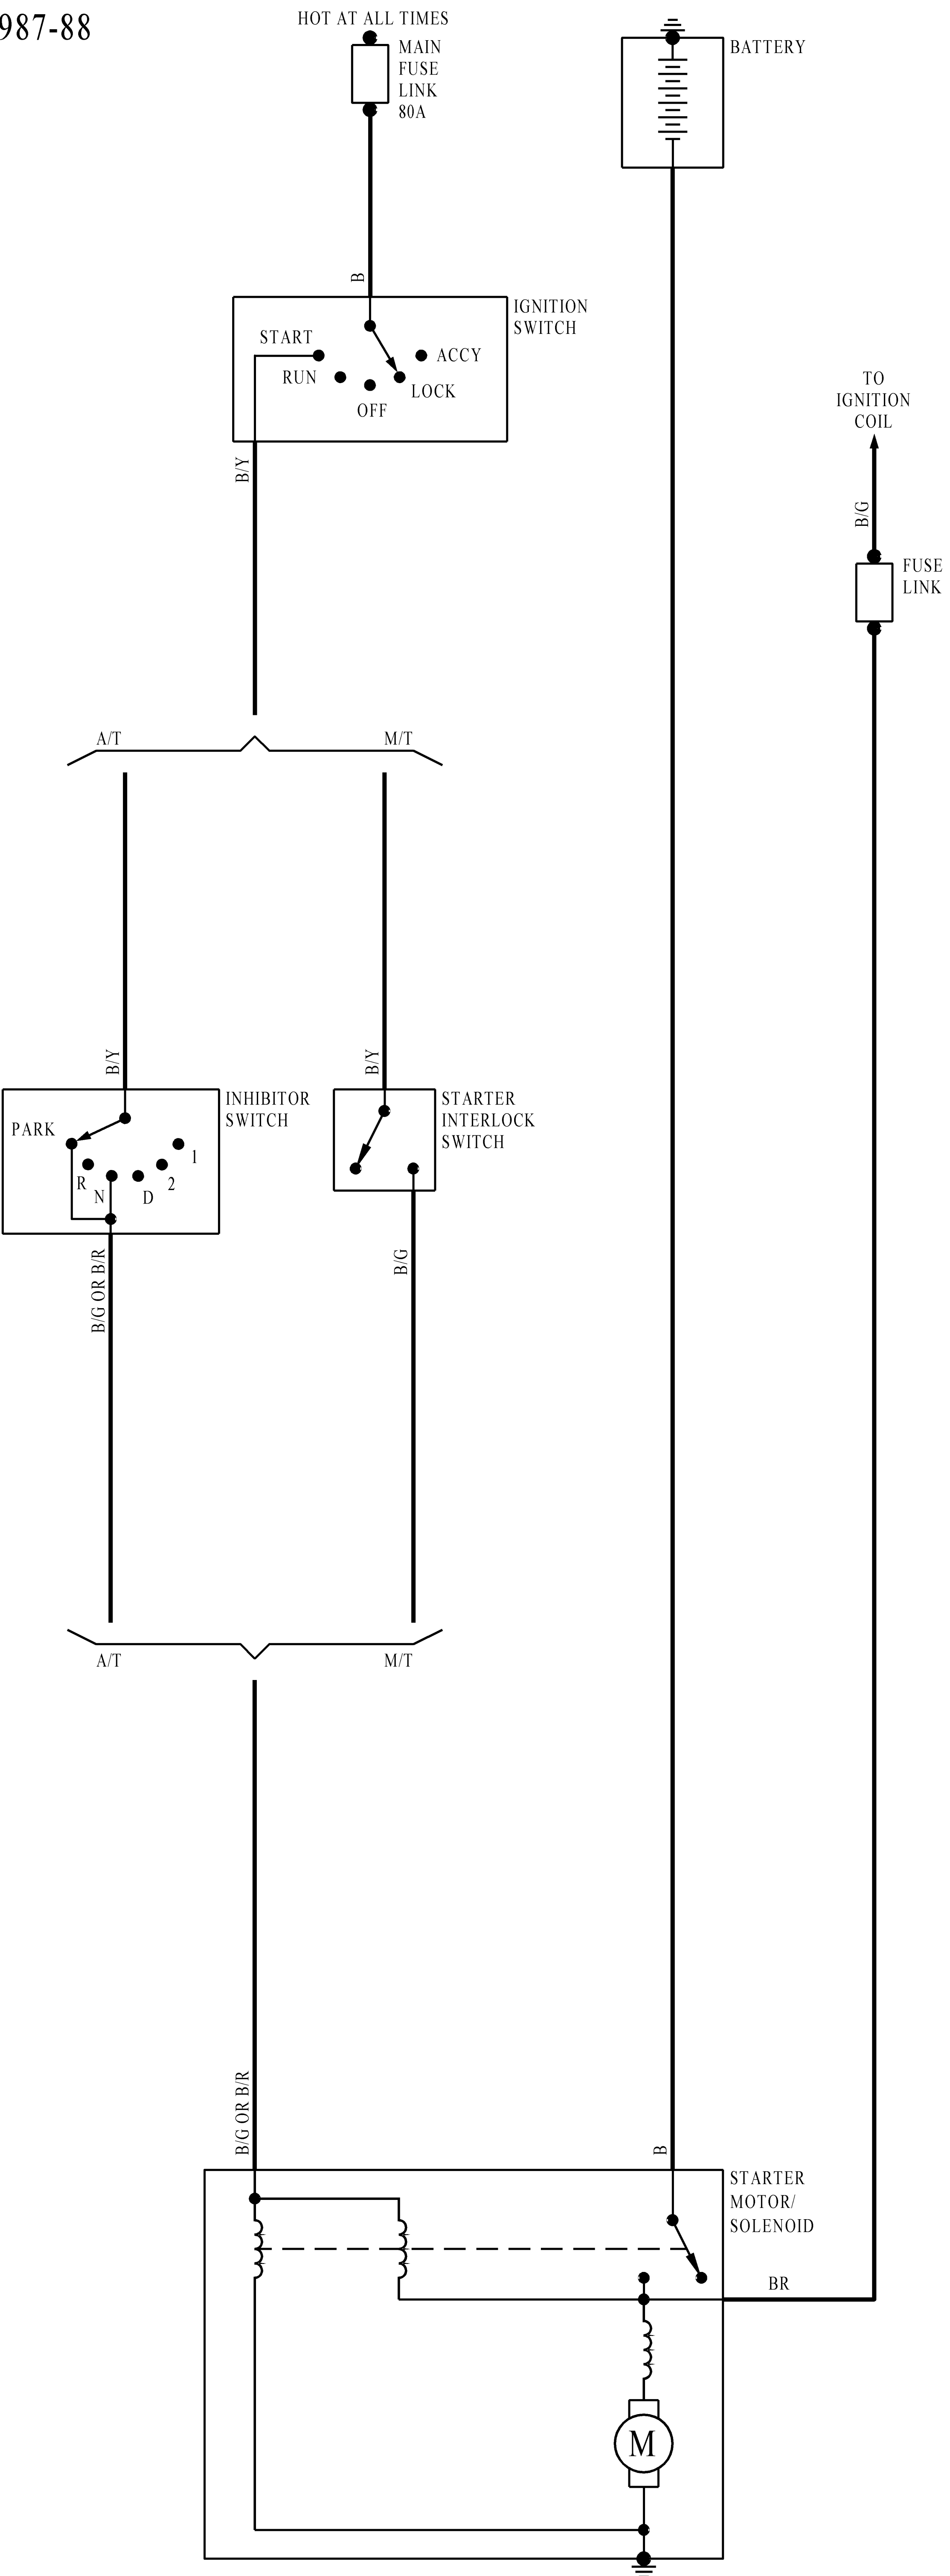 987-88
HOT AT ALL TIMES
MAIN
FUSE
LINK
80A
BATTERY
B
IGNITION
SWITCH
START
RUN
OFF
LOCK
ACCY
B/Y
TO
IGNITION
COIL
B/G
FUSE
LINK
A/T
M/T
B/Y
B/Y
INHIBITOR
SWITCH
PARK
R
N
D
2
1
STARTER
INTERLOCK
SWITCH
B/G OR B/R
B/G
A/T
M/T
B/G OR B/R
B
STARTER
MOTOR/
SOLENOID
BR
M